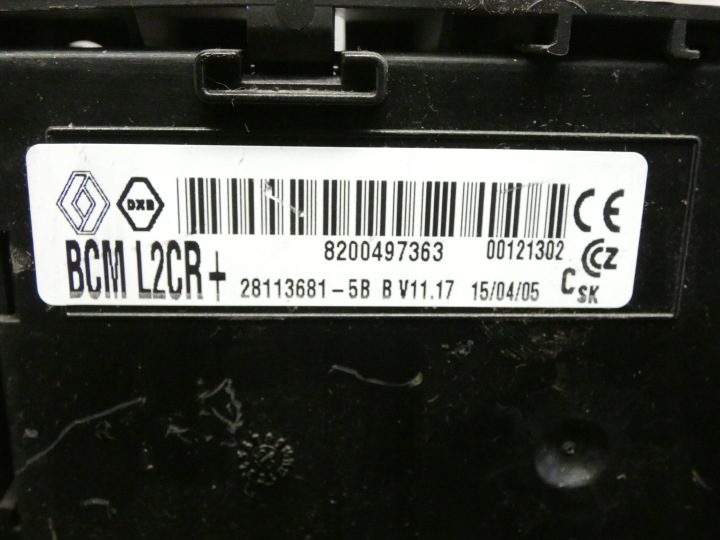 DXB
CE
8200497363 00121302
CZ
BCM L2CR+
28113681-5B B V11.17 15/04/05
C SK